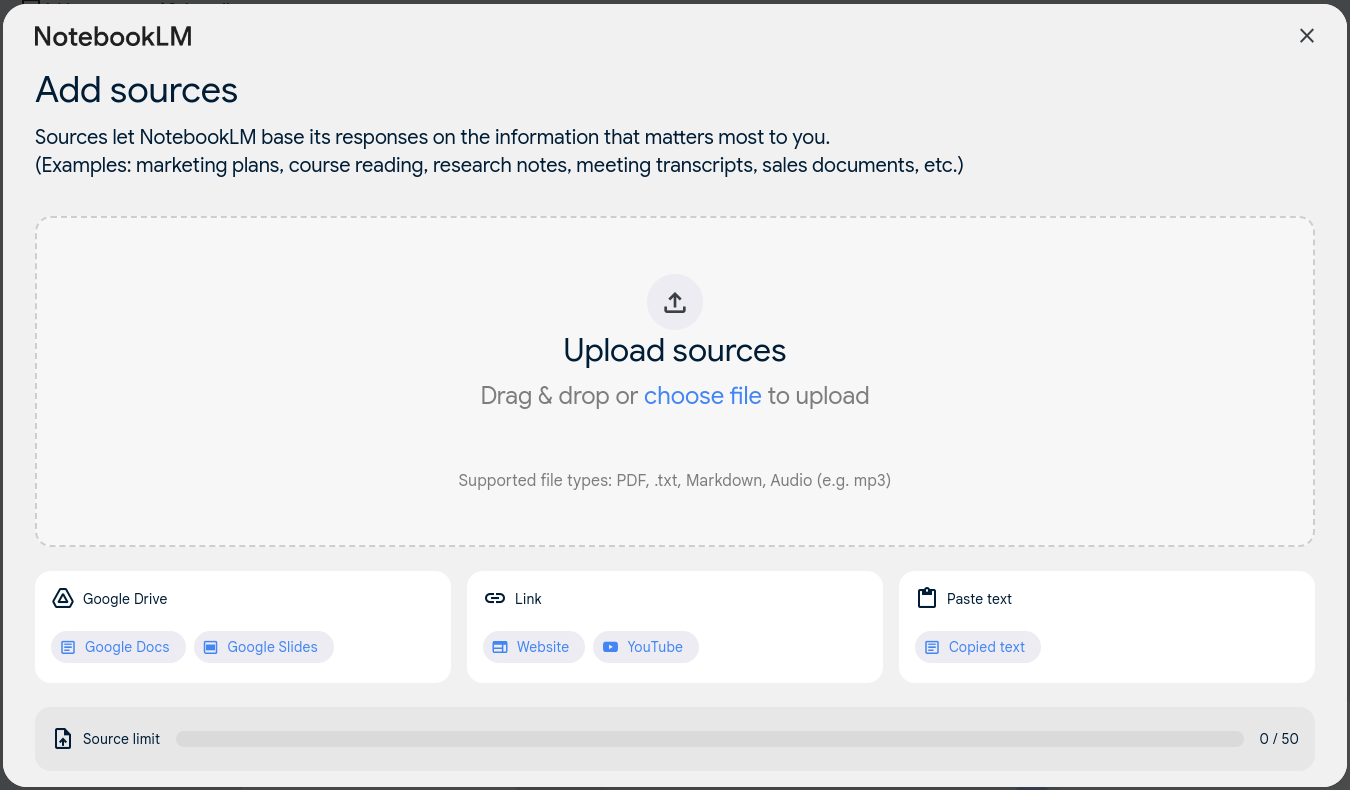 NotebookLM
Add sources
Sources let NotebookLM base its responses on the information that matters most to you.
(Examples: marketing plans, course reading, research notes, meeting transcripts, sales documents, etc.)
Upload sources
Drag & drop or choose file to upload
Supported file types: PDF, .txt, Markdown, Audio (e.g. mp3)
Google Drive
Google Docs
Google Slides
Link
Website
YouTube
Paste text
Copied text
Source limit
0 / 50